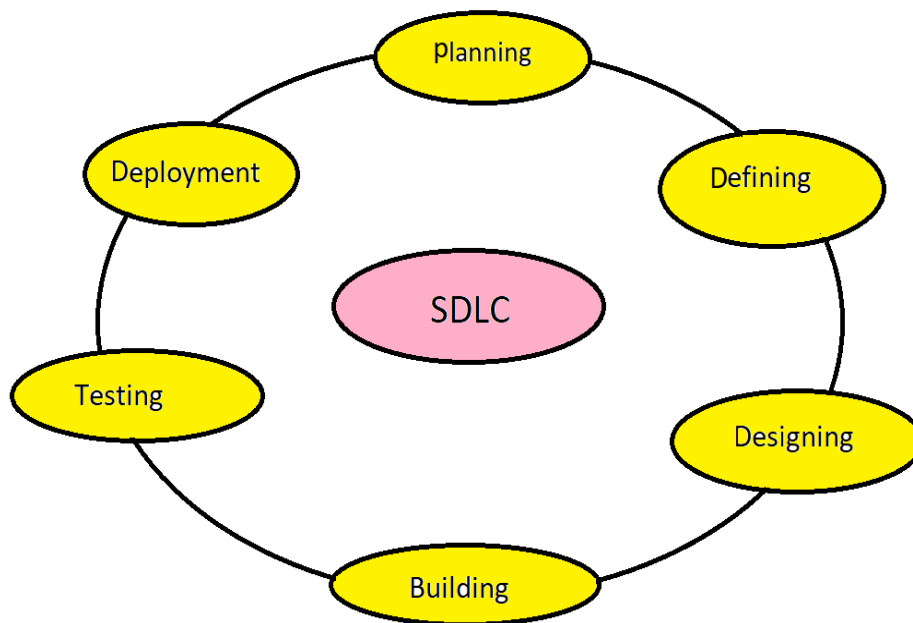 planning
Defining
Designing
Building
Testing
Deployment
SDLC